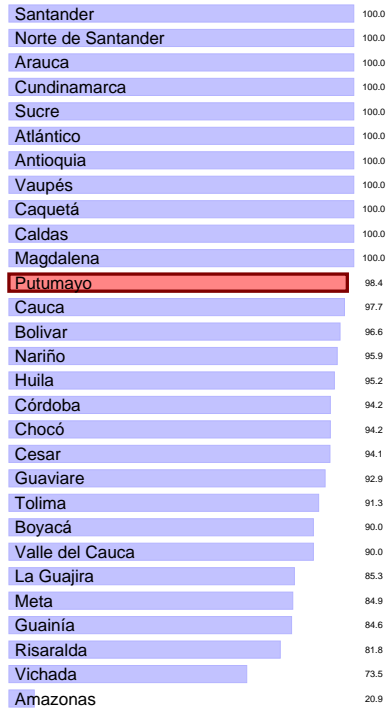 Santander 100.0
Norte de Santander 100.0
Arauca 100.0
Cundinamarca 100.0
Sucre 100.0
Atlántico 100.0
Antioquia 100.0
Vaupés 100.0
Caquetá 100.0
Caldas 100.0
Magdalena 100.0
Putumayo 98.4
Cauca 97.7
Bolivar 96.6
Nariño 95.9
Huila 95.2
Córdoba 94.2
Chocó 94.2
Cesar 94.1
Guaviare 92.9
Tolima 91.3
Boyacá 90.0
Valle del Cauca 90.0
La Guajira 85.3
Meta 84.9
Guainía 84.6
Risaralda 81.8
Vichada 73.5
Amazonas 20.9